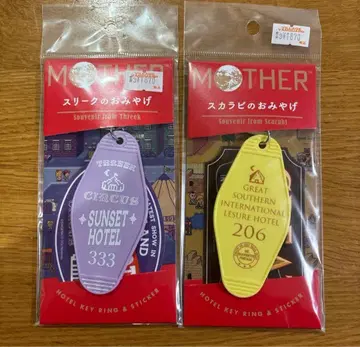 MOTHER
スリークのおみやげ
Souvenir from Threek
THREEK
CIRCUS
SUNSET
HOTEL
333
HOTEL KEY RING & STICKER
MOTHER
スカラビのおみやげ
Souvenir from Scarabi
GREAT
SOUTHERN
INTERNATIONAL
LESURE HOTEL
206
HOTEL KEY RING & STICKER